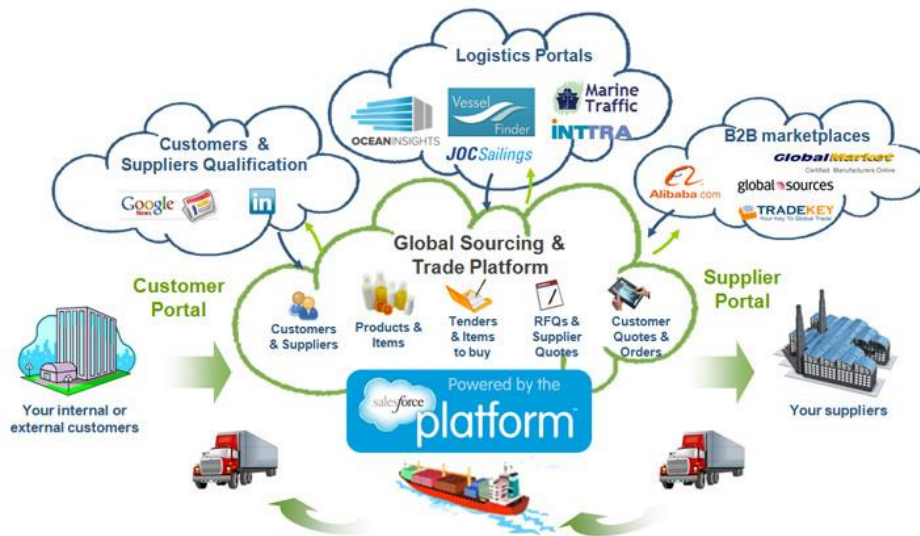 Logistics Portals
OCEANINSIGHTS
Vessel
Finder
Marine
Traffic
INTTRA
JOCSailings
Customers &
Suppliers Qualification
Google
News
in
B2B marketplaces
GlobalMarket
Certified Manufacturers Online
Alibaba.com
global sources
TRADEKEY
Your Key To Global Trade
Global Sourcing &
Trade Platform
Customer
Portal
Supplier
Portal
Customers
& Suppliers
Products &
Items
Tenders
& Items
to buy
RFQs &
Supplier
Quotes
Customer
Quotes &
Orders
Your internal or
external customers
Your suppliers
salesforce
Powered by the
platform™